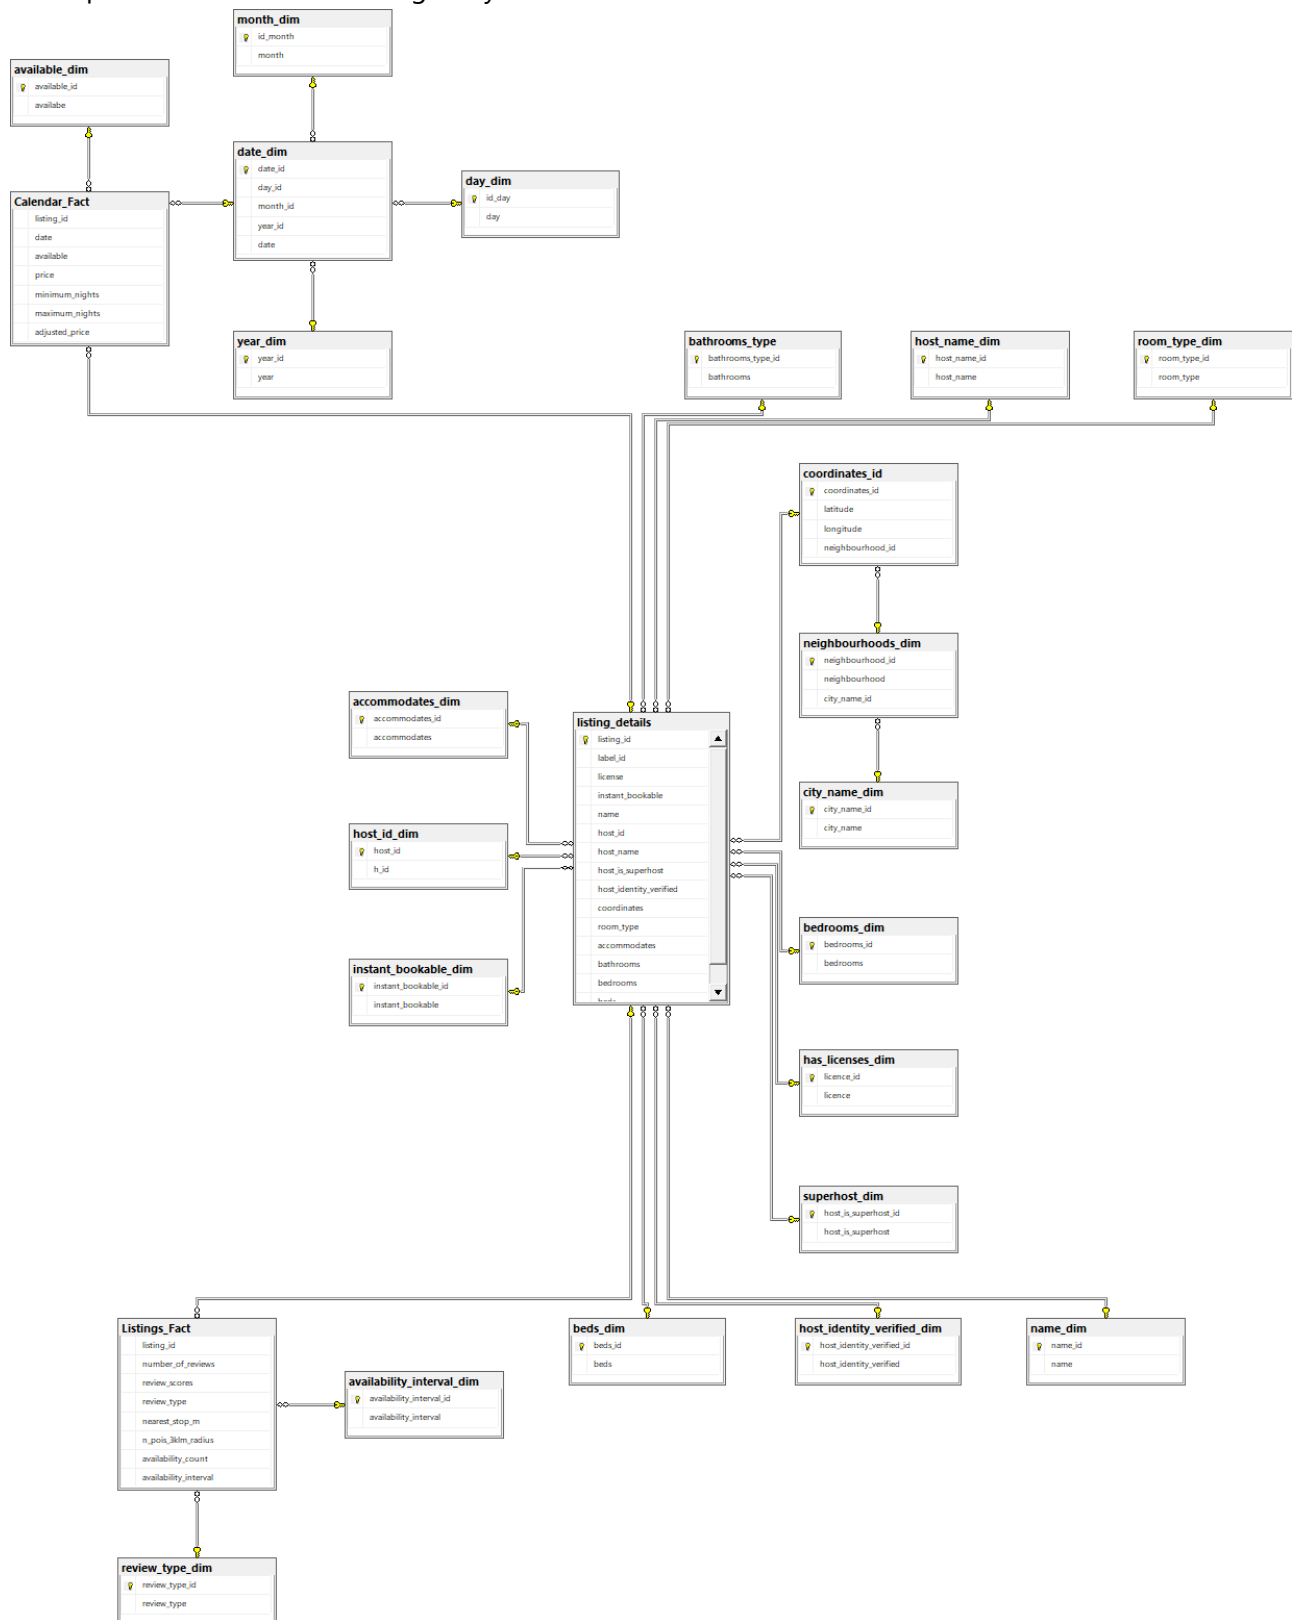 month_dim
id_month
month
available_dim
available_id
availabe
date_dim
date_id
day_id
month_id
year_id
date
day_dim
id_day
day
Calendar_Fact
listing_id
date
available
price
minimum_nights
maximum_nights
adjusted_price
year_dim
year_id
year
bathrooms_type
bathrooms_type_id
bathrooms
host_name_dim
host_name_id
host_name
room_type_dim
room_type_id
room_type
coordinates_id
coordinates_id
latitude
longitude
neighbourhood_id
neighbourhoods_dim
neighbourhood_id
neighbourhood
city_name_id
accommodates_dim
accommodates_id
accommodates
listing_details
listing_id
label_id
license
instant_bookable
name
host_id
host_name
host_is_superhost
host_identity_verified
coordinates
room_type
accommodates
bathrooms
bedrooms
beds
city_name_dim
city_name_id
city_name
host_id_dim
host_id
h_id
bedrooms_dim
bedrooms_id
bedrooms
instant_bookable_dim
instant_bookable_id
instant_bookable
has_licenses_dim
licence_id
licence
superhost_dim
host_is_superhost_id
host_is_superhost
Listings_Fact
listing_id
number_of_reviews
review_scores
review_type
nearest_stop_m
n_pois_3klm_radius
availability_count
availability_interval
beds_dim
beds_id
beds
host_identity_verified_dim
host_identity_verified_id
host_identity_verified
name_dim
name_id
name
availability_interval_dim
availability_interval_id
availability_interval
review_type_dim
review_type_id
review_type